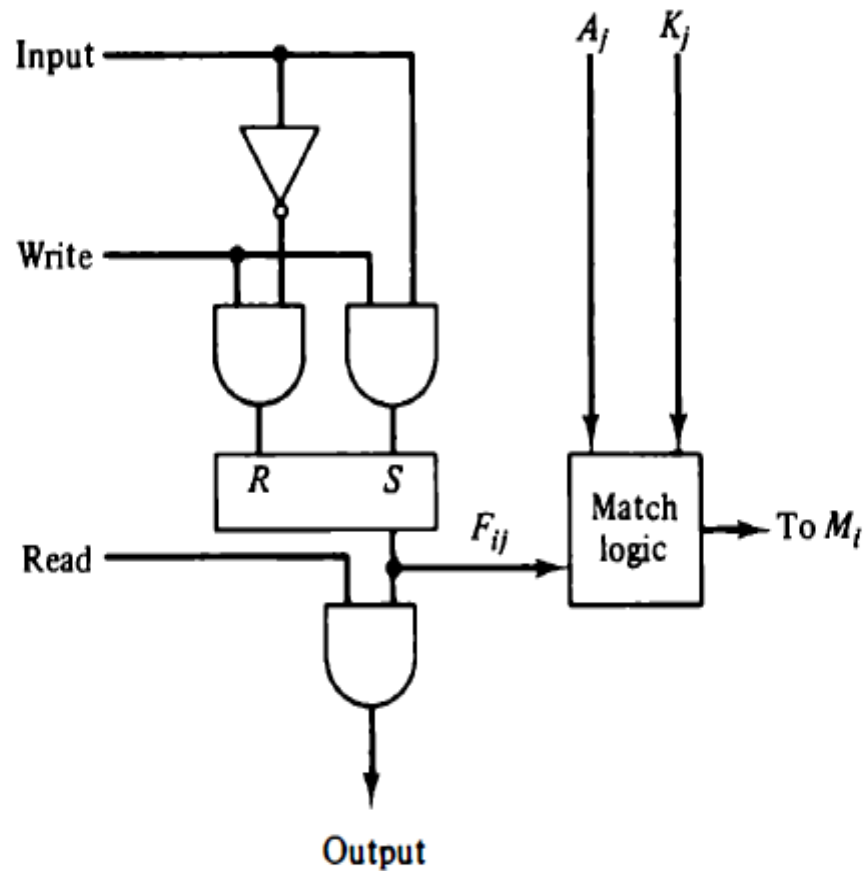 Input
A_j K_j
Write
R S
Match
logic
F_ij
To M_i
Read
Output